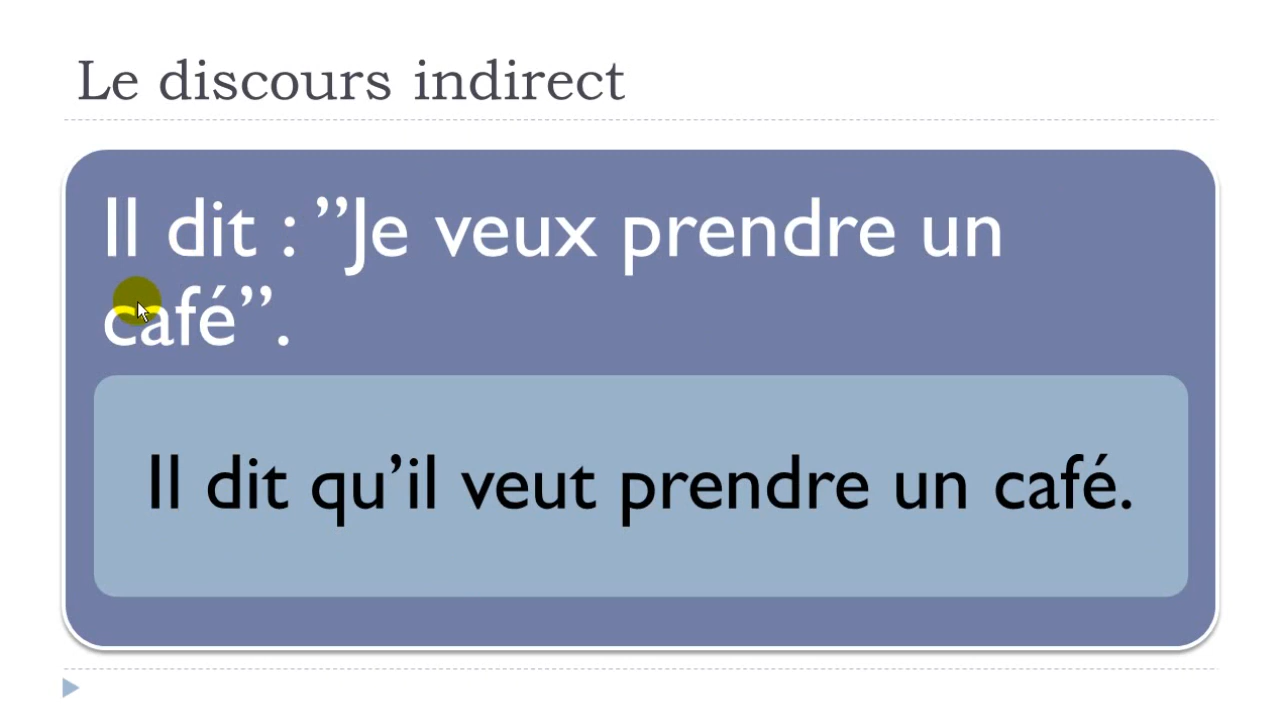 Le discours indirect
Il dit : ”Je veux prendre un
café”.
Il dit qu’il veut prendre un café.